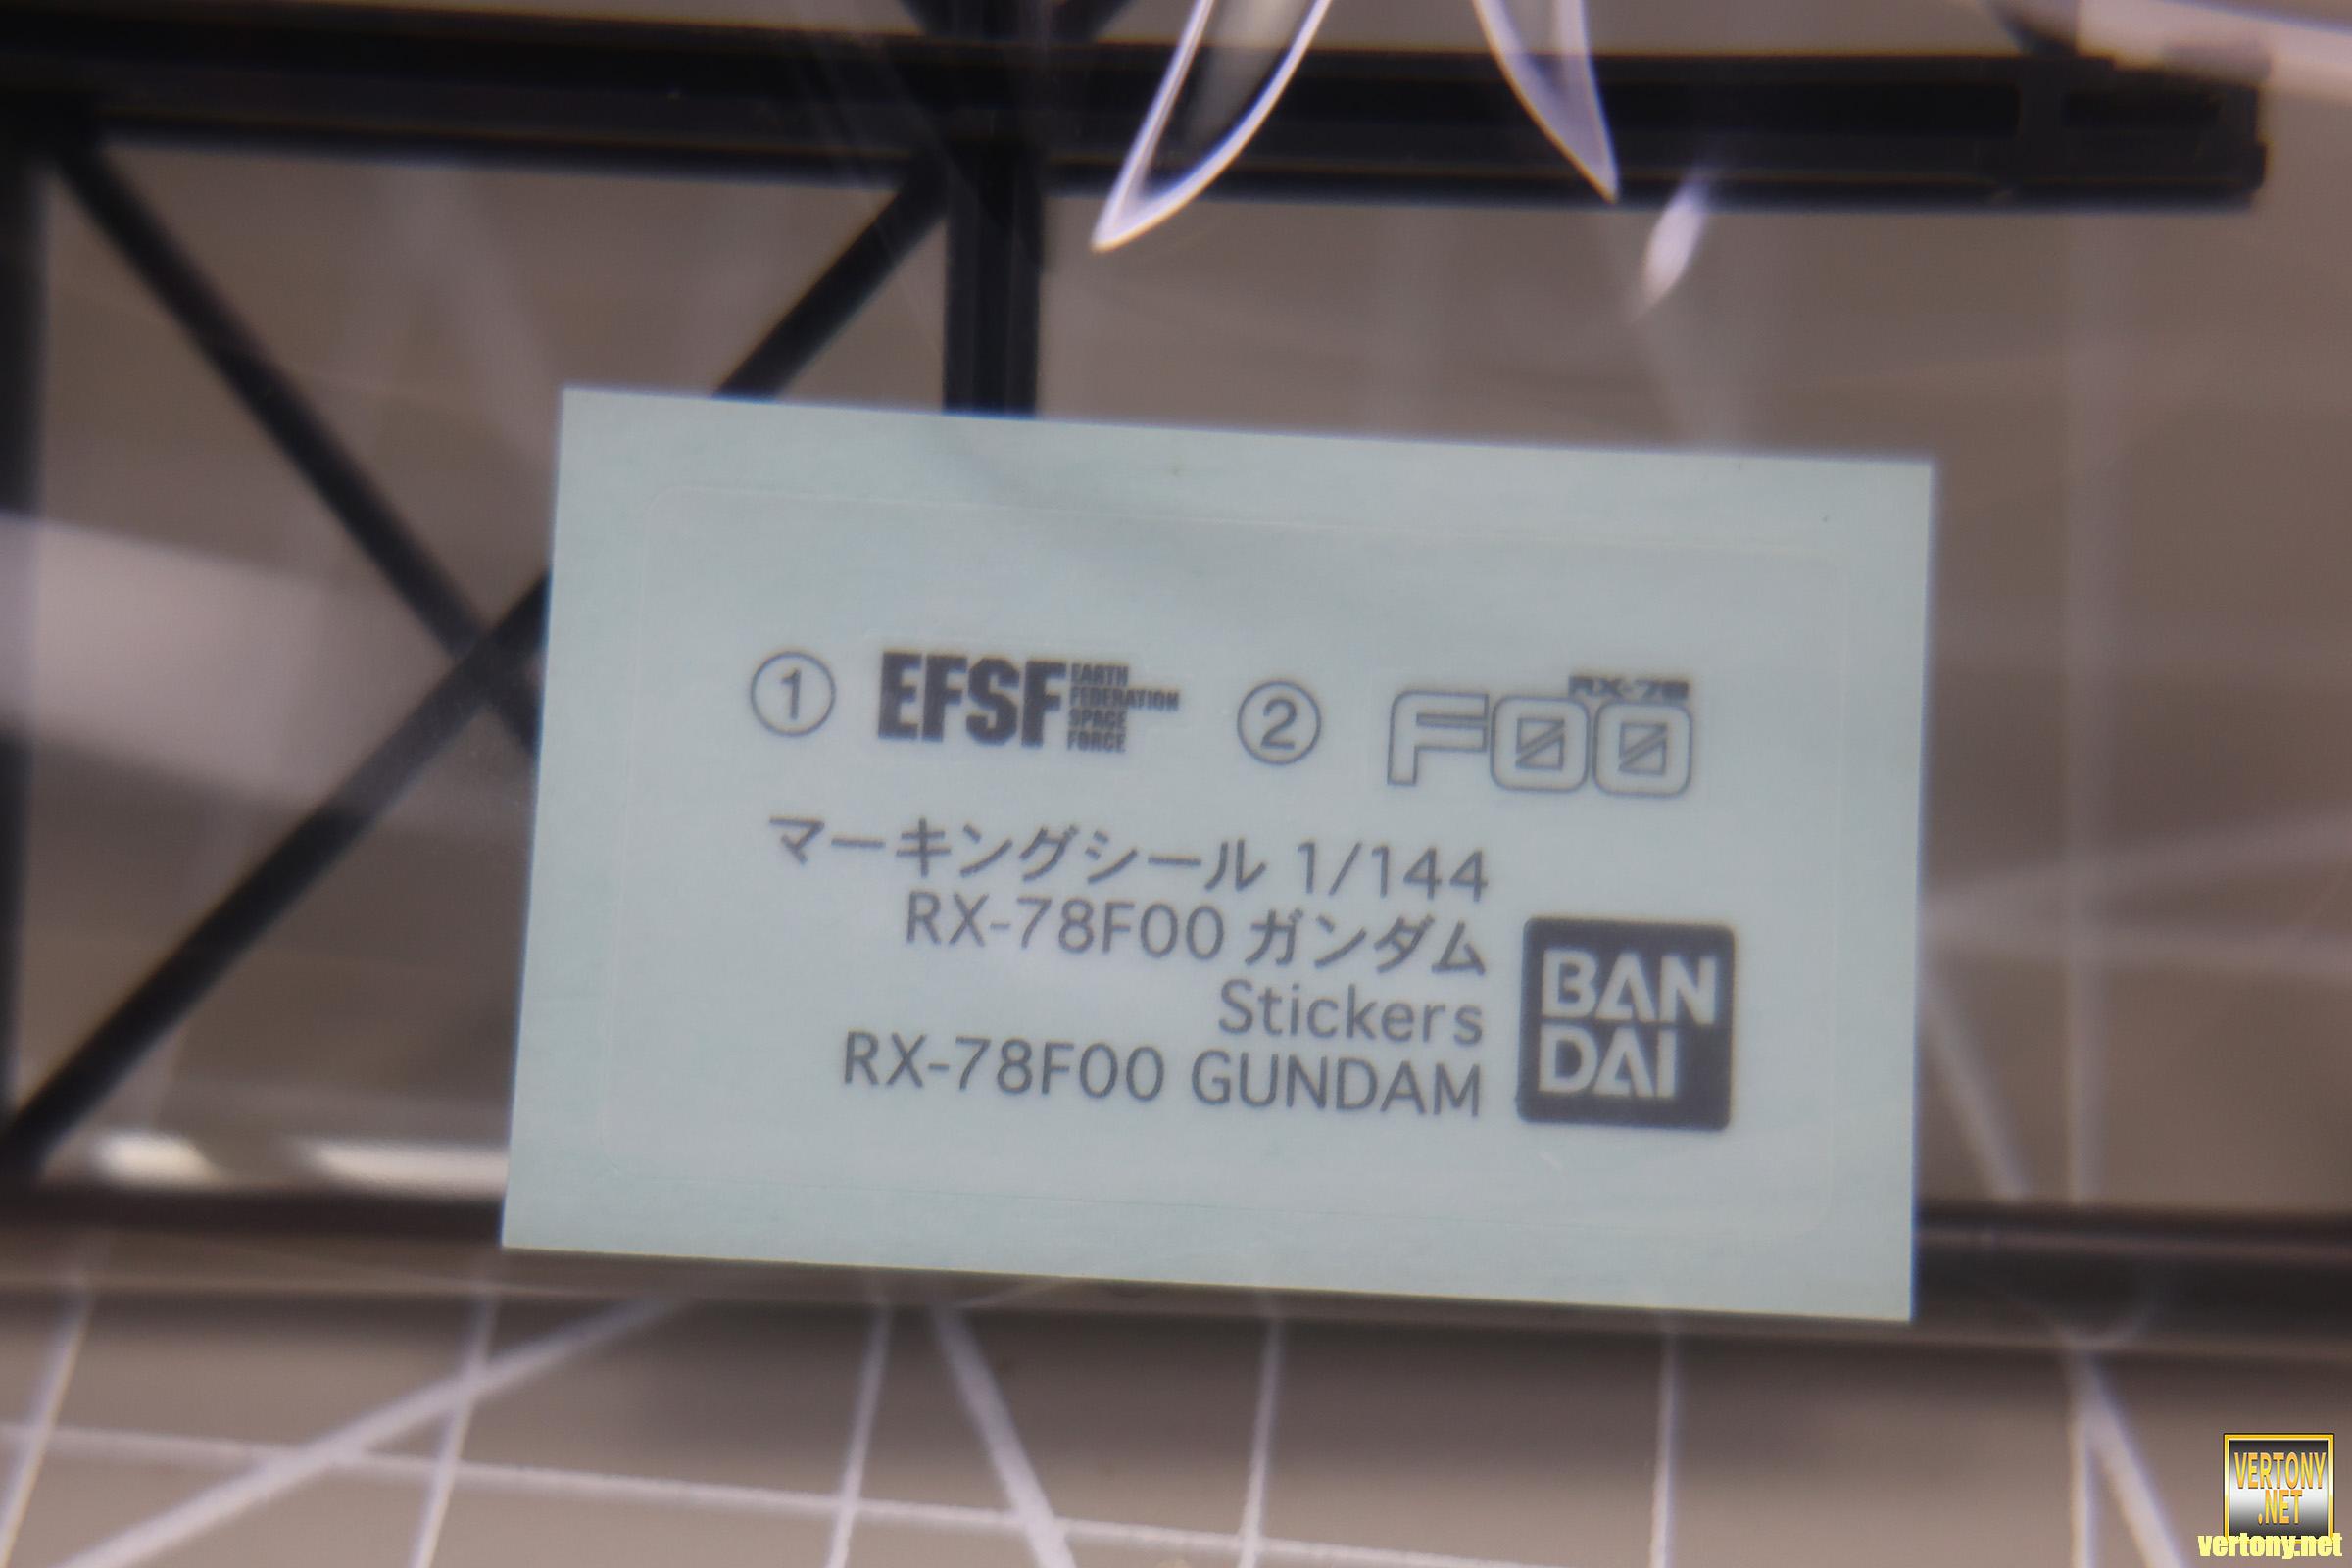 ① EFSF EARTH
FEDERATION
SPACE
FORCE
② RX-78
F00
マーキングシール 1/144
RX-78F00 ガンダム
Stickers
RX-78F00 GUNDAM
BAN
DAI
VERTONY
.NET
vertony.net